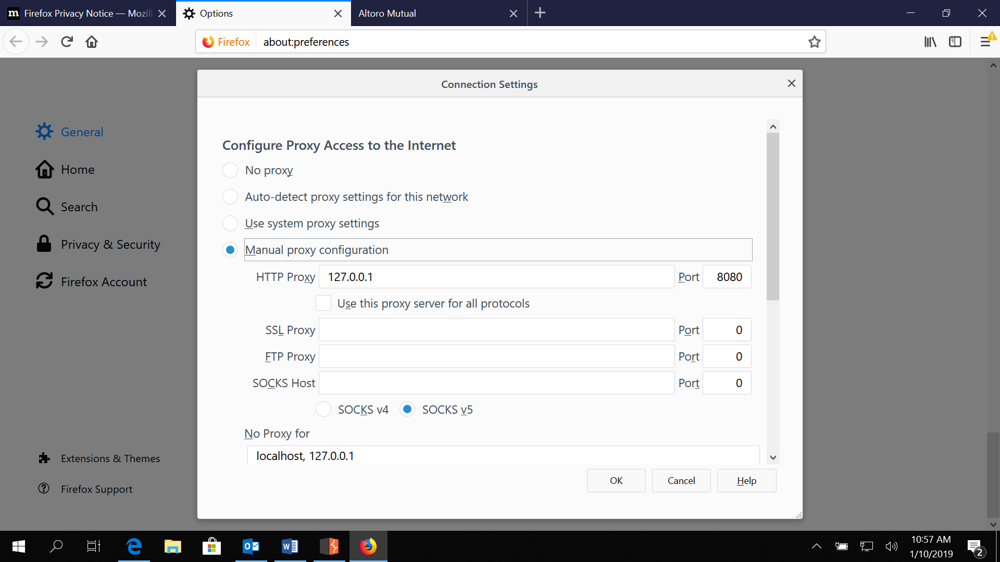 m Firefox Privacy Notice — Mozill
Options
Altoro Mutual
Firefox
about:preferences
Connection Settings
General
Home
Search
Privacy & Security
Firefox Account
Extensions & Themes
Firefox Support
Configure Proxy Access to the Internet
No proxy
Auto-detect proxy settings for this network
Use system proxy settings
Manual proxy configuration
HTTP Proxy 127.0.0.1 Port 8080
Use this proxy server for all protocols
SSL Proxy Port 0
FTP Proxy Port 0
SOCKS Host Port 0
SOCKS v4 SOCKS v5
No Proxy for
localhost, 127.0.0.1
OK Cancel Help
10:57 AM
1/10/2019
2